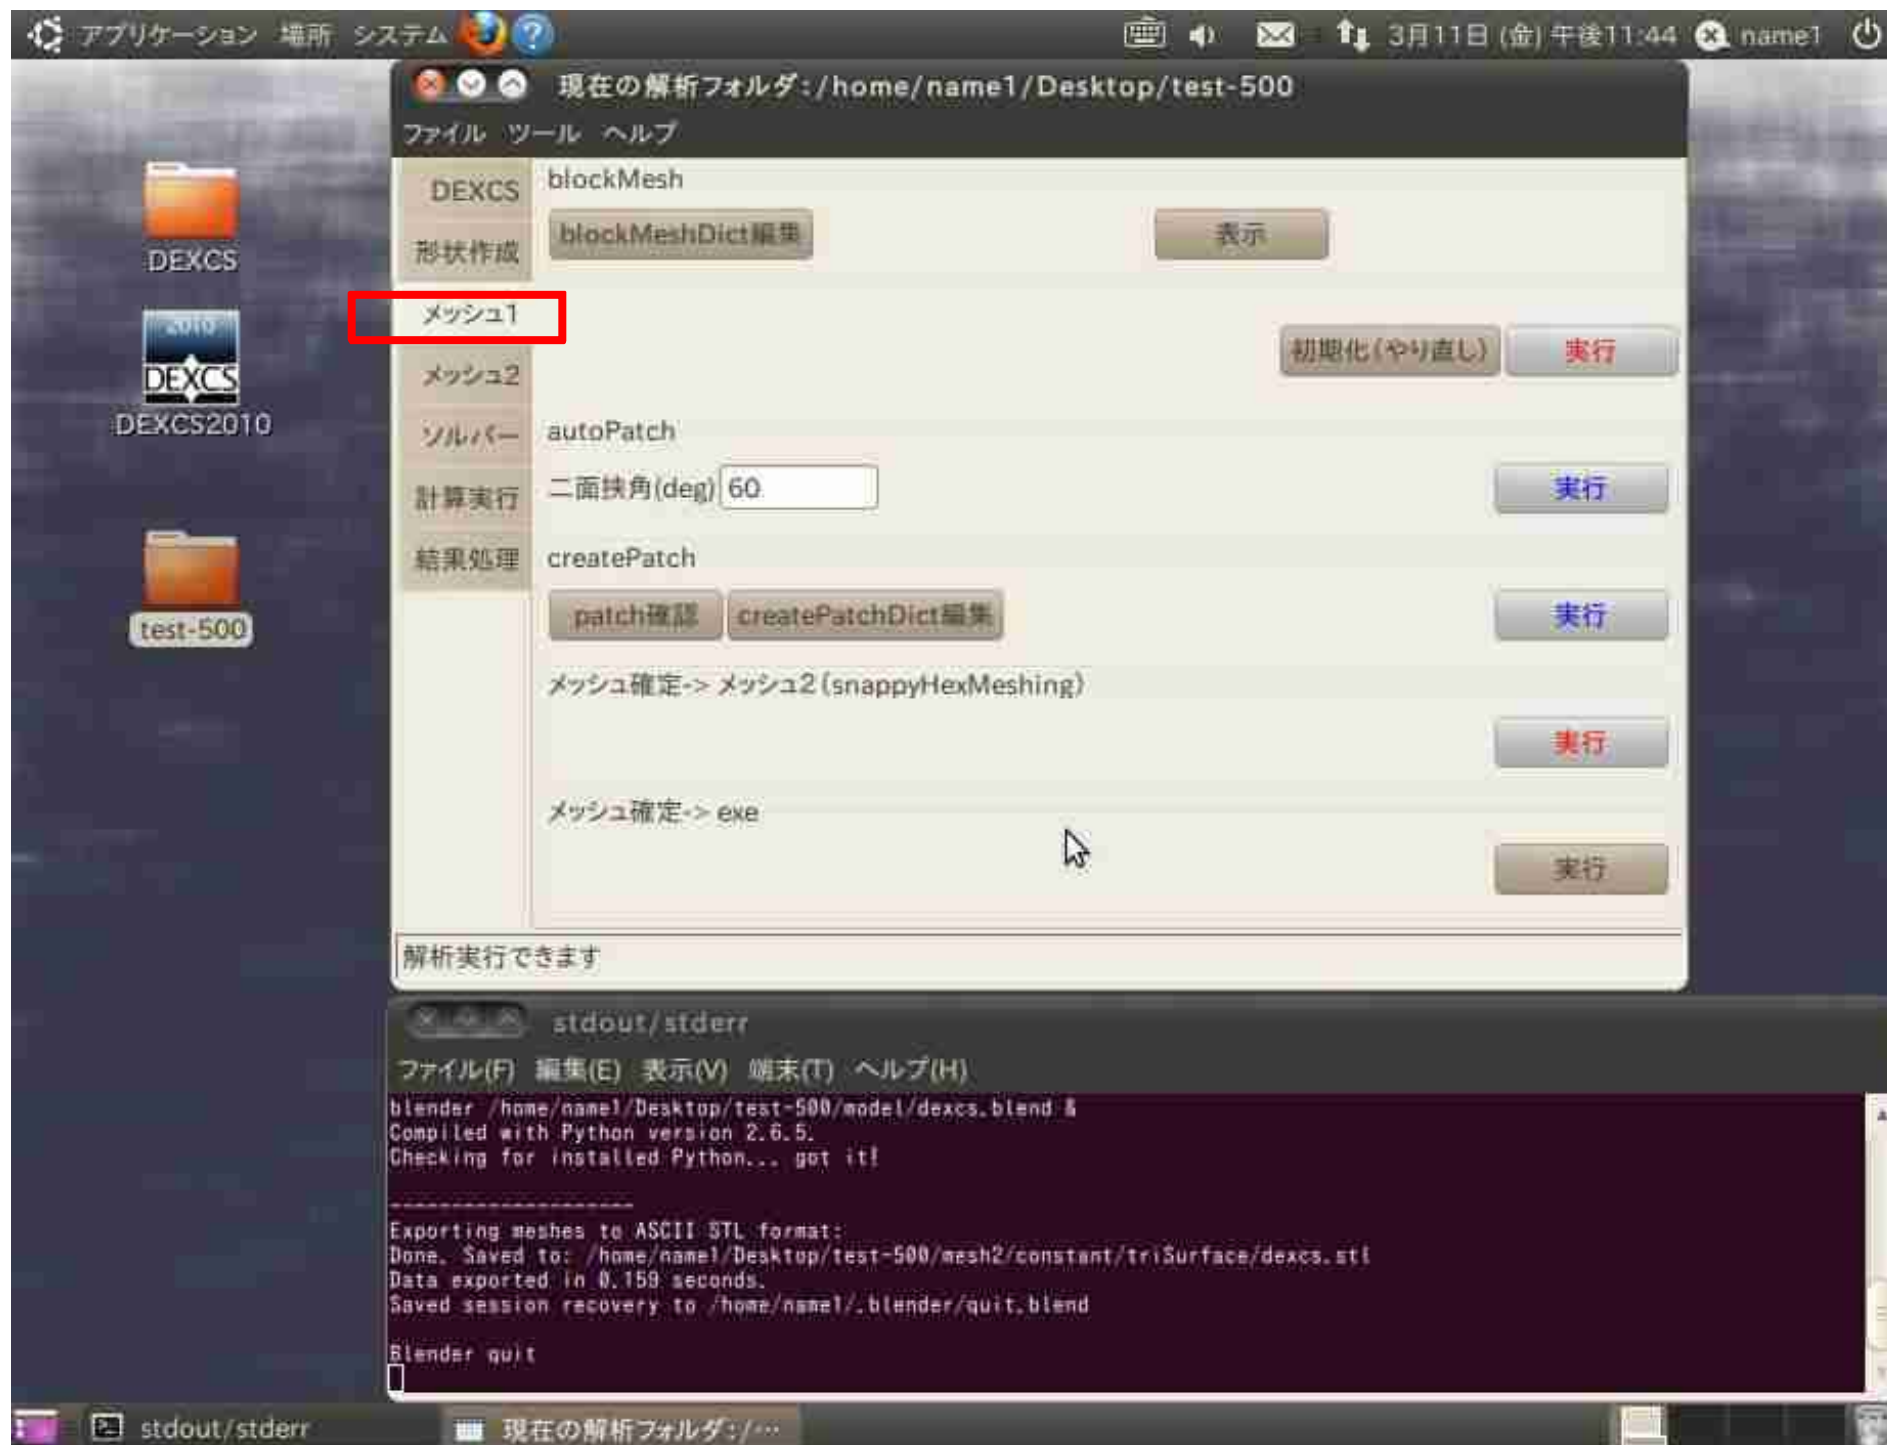 アプリケーション 場所 システム
3月11日 (金) 午後11:44 name1
現在の解析フォルダ:/home/name1/Desktop/test-500
ファイル ツール ヘルプ
DEXCS
2010
DEXCS
DEXCS2010
test-500
DEXCS
形状作成
メッシュ1
メッシュ2
ソルバー
計算実行
結果処理
blockMesh
blockMeshDict編集 表示
初期化(やり直し) 実行
autoPatch
二面挟角(deg) 60 実行
createPatch
patch確認 createPatchDict編集 実行
メッシュ確定-> メッシュ2(snappyHexMeshing)
実行
メッシュ確定-> exe
実行
解析実行できます
stdout/stderr
ファイル(F) 編集(E) 表示(V) 端末(T) ヘルプ(H)
blender /home/name1/Desktop/test-500/model/dexcs.blend &
Compiled with Python version 2.6.5.
Checking for installed Python... got it!
--------------------
Exporting meshes to ASCII STL format:
Done. Saved to: /home/name1/Desktop/test-500/mesh2/constant/triSurface/dexcs.stl
Data exported in 0.159 seconds.
Saved session recovery to /home/name1/.blender/quit.blend
Blender quit
stdout/stderr 現在の解析フォルダ:/…